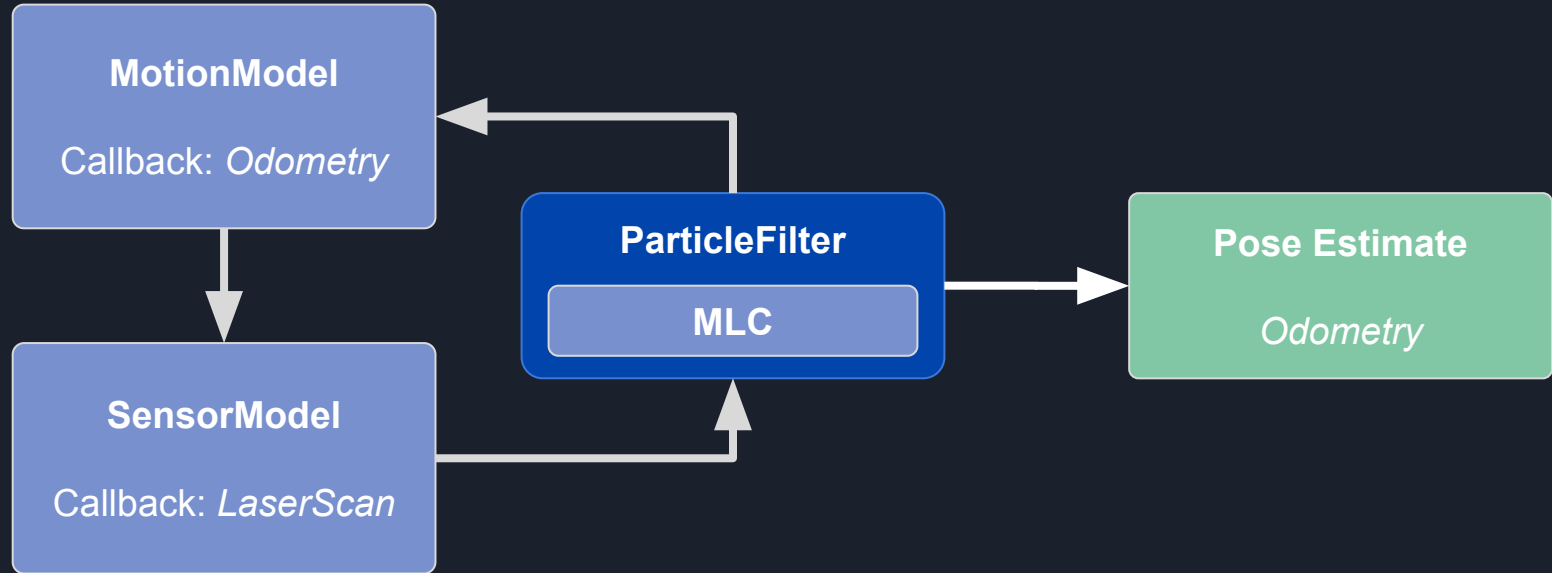 MotionModel
Callback: Odometry
SensorModel
Callback: LaserScan
ParticleFilter
MLC
Pose Estimate
Odometry